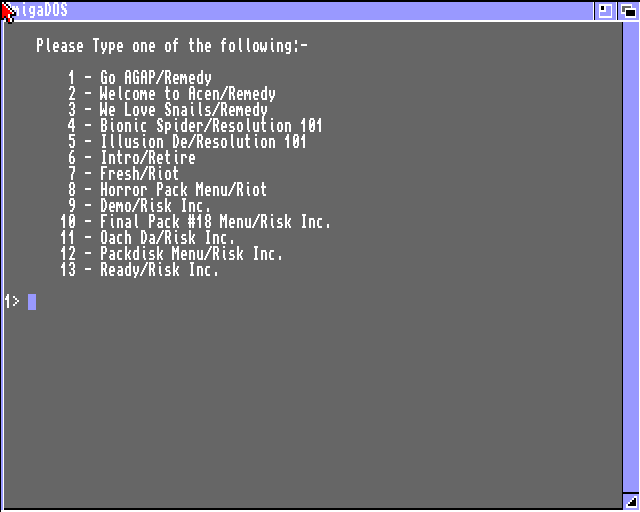 AmigaDOS
Please Type one of the following:-
1 - Go AGAP/Remedy
2 - Welcome to Acen/Remedy
3 - We Love Snails/Remedy
4 - Bionic Spider/Resolution 101
5 - Illusion De/Resolution 101
6 - Intro/Retire
7 - Fresh/Riot
8 - Horror Pack Menu/Riot
9 - Demo/Risk Inc.
10 - Final Pack #18 Menu/Risk Inc.
11 - Oach Da/Risk Inc.
12 - Packdisk Menu/Risk Inc.
13 - Ready/Risk Inc.
1>